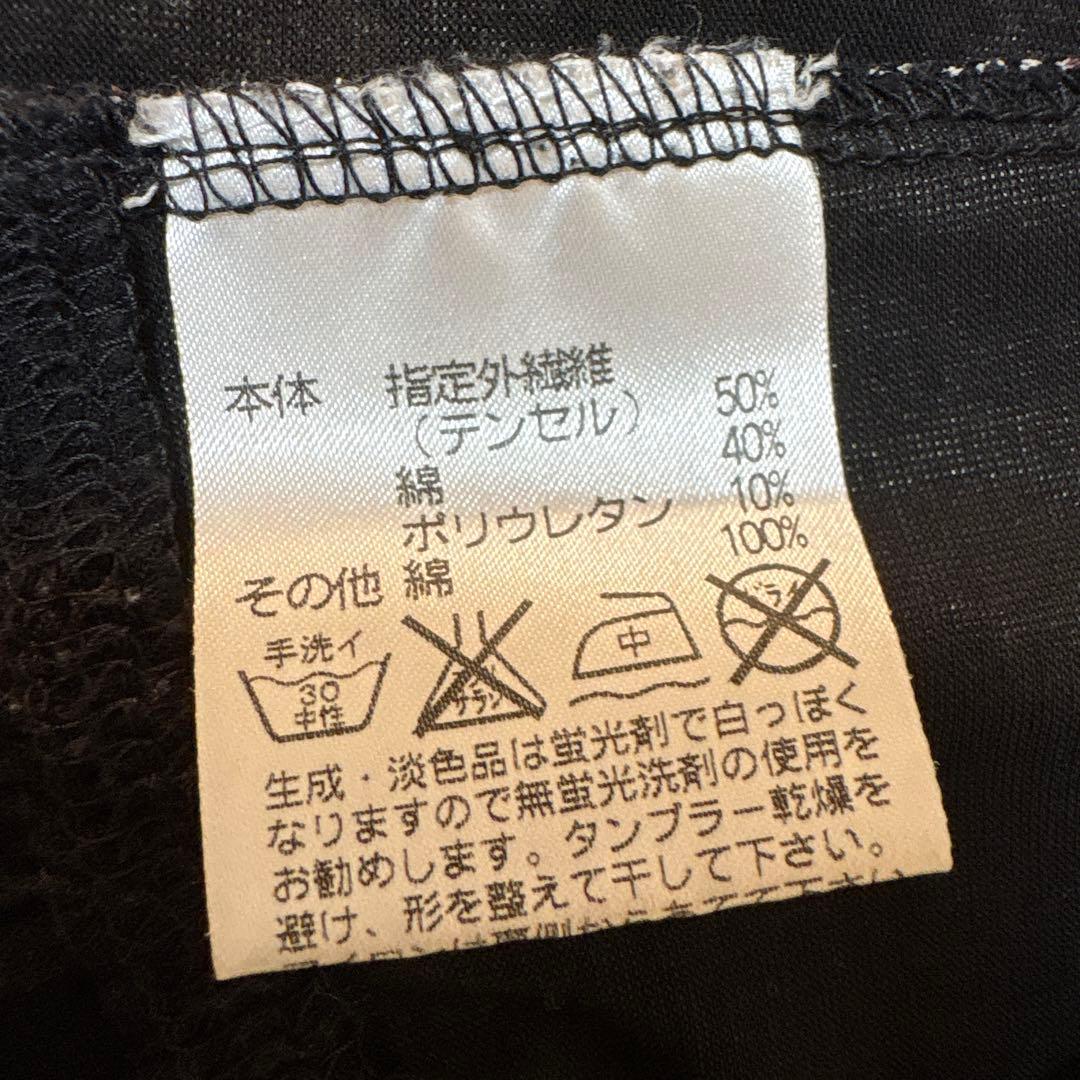 本体 指定外繊維 50%
(テンセル)
綿 40%
ポリウレタン 10%
その他 綿 100%
手洗イ
30
中性
中
ドライ
生成・淡色品は蛍光剤で白っぽく
なりますので無蛍光洗剤の使用を
お勧めします。タンブラー乾燥を
避け、形を整えて干して下さい。